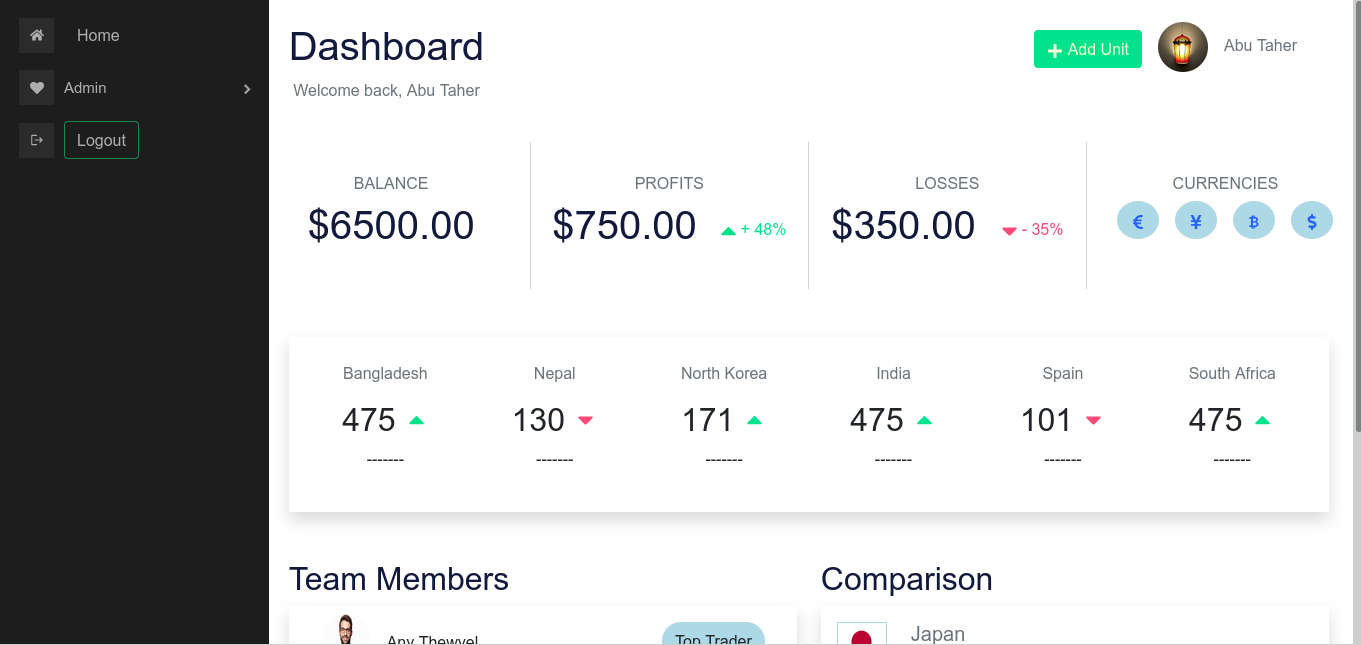 Home
Admin
Logout
Dashboard
Welcome back, Abu Taher
Add Unit
Abu Taher
BALANCE
$6500.00
PROFITS
$750.00 + 48%
LOSSES
$350.00 - 35%
CURRENCIES
€ ¥ ₿ $
Bangladesh Nepal North Korea India Spain South Africa
475 130 171 475 101 475
------- ------- ------- ------- ------- -------
Team Members
Any Thewyel Top Trader
Comparison
Japan